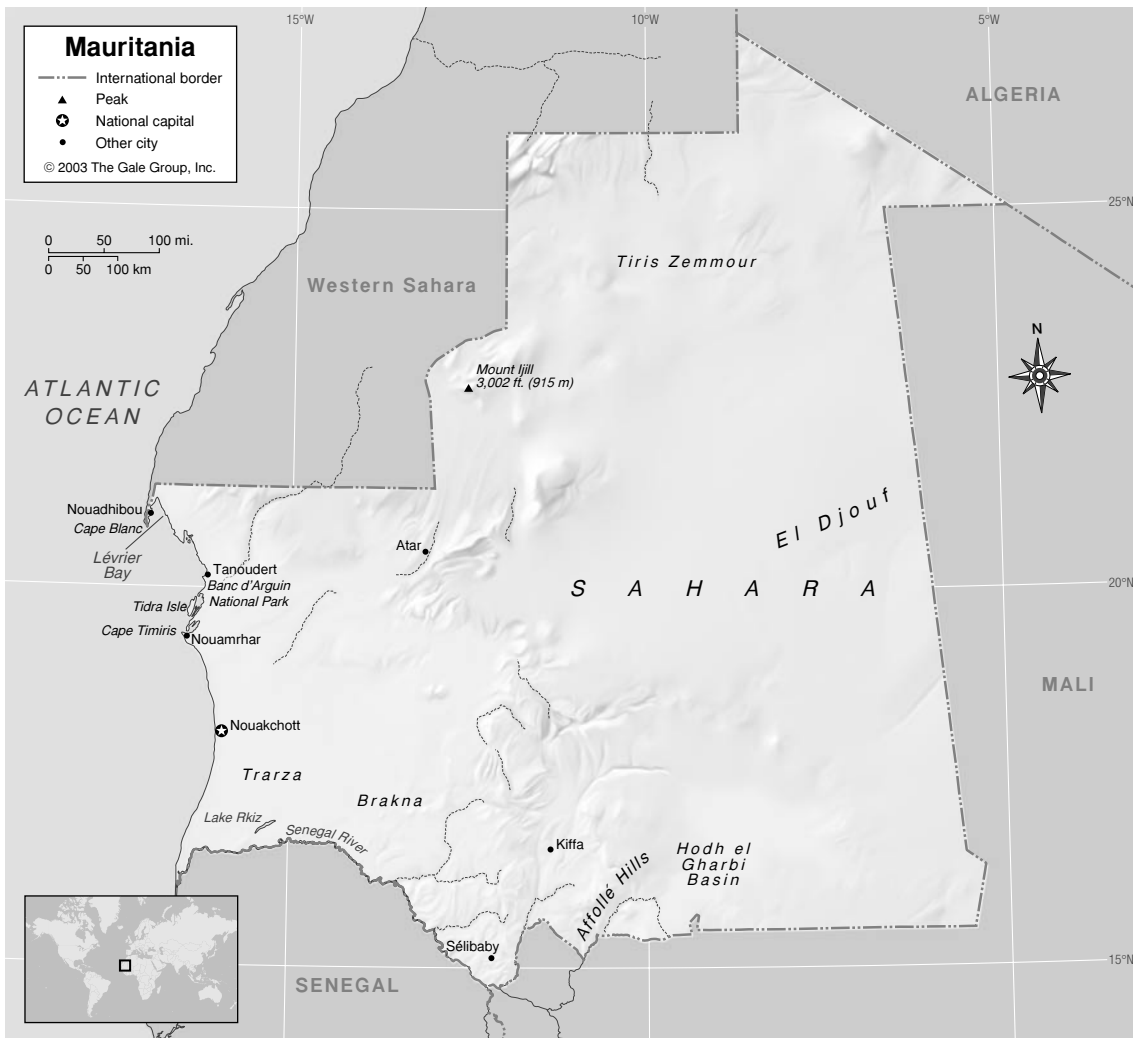 15°W
10°W
5°W
Mauritania
International border
Peak
National capital
Other city
© 2003 The Gale Group, Inc.
ALGERIA
25°N
0 50 100 mi.
0 50 100 km
Tiris Zemmour
Western Sahara
N
Mount Ijill
3,002 ft. (915 m)
ATLANTIC
OCEAN
Nouadhibou
Cape Blanc
El Djouf
Lévrier
Bay
Atar
Tanoudert
Banc d'Arguin
National Park
SAHARA
20°N
Tidra Isle
Cape Timiris
Nouamrhar
MALI
Nouakchott
Trarza
Brakna
Lake Rkiz
Senegal River
Kiffa
Hodh el
Gharbi
Basin
Affollé Hills
Sélibaby
15°N
SENEGAL